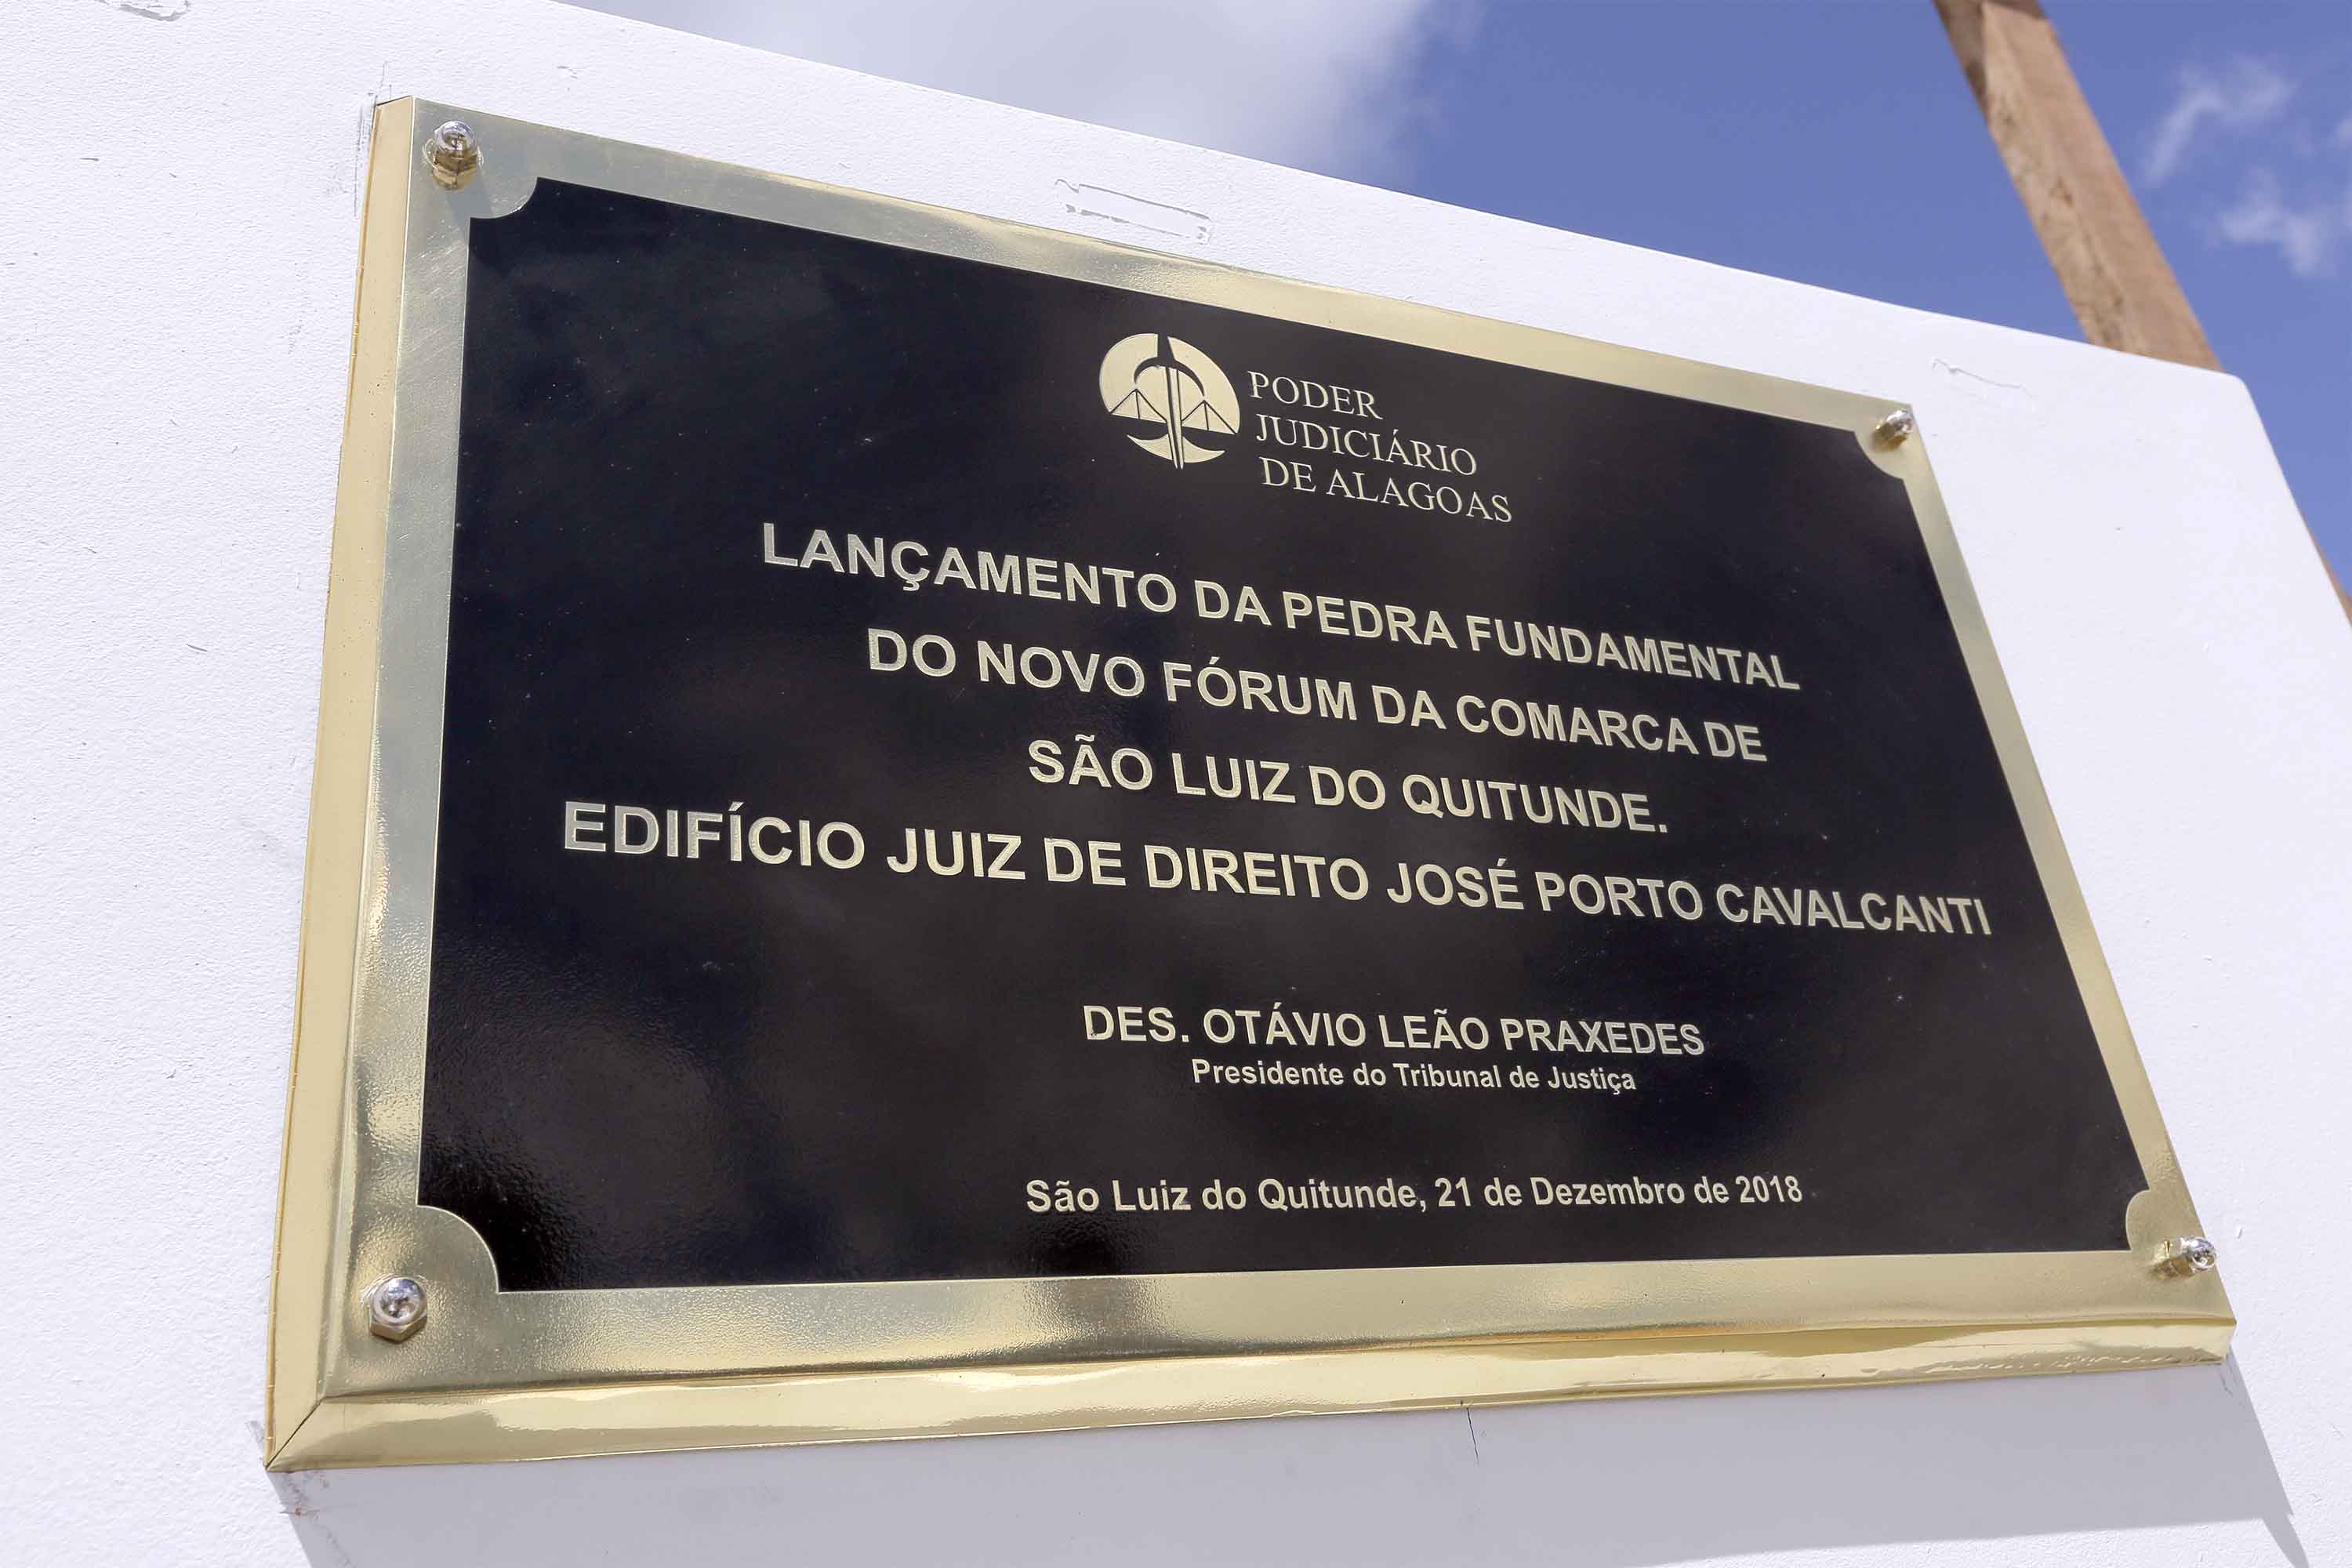 PODER
JUDICIÁRIO
DE ALAGOAS
LANÇAMENTO DA PEDRA FUNDAMENTAL
DO NOVO FÓRUM DA COMARCA DE
SÃO LUIZ DO QUITUNDE.
EDIFÍCIO JUIZ DE DIREITO JOSÉ PORTO CAVALCANTI
DES. OTÁVIO LEÃO PRAXEDES
Presidente do Tribunal de Justiça
São Luiz do Quitunde, 21 de Dezembro de 2018